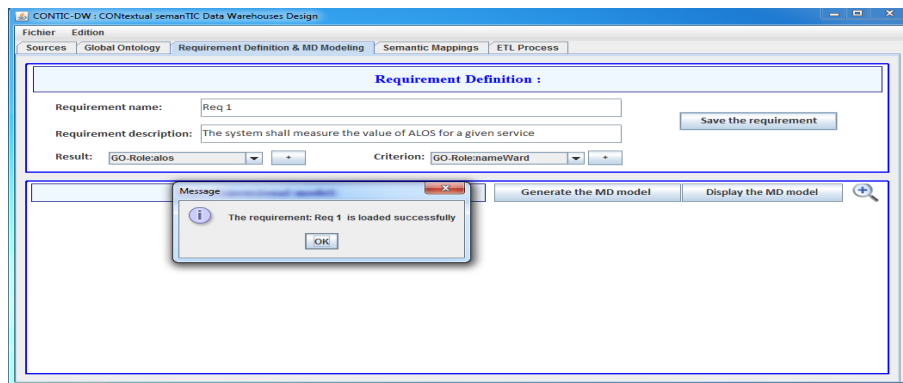 CONTIC-DW : CONtextual semanTIC Data Warehouses Design
Fichier Edition
Sources Global Ontology Requirement Definition & MD Modeling Semantic Mappings ETL Process
Requirement Definition :
Requirement name: Req 1
Save the requirement
Requirement description: The system shall measure the value of ALOS for a given service
Result: GO-Role:alos + Criterion: GO-Role:nameWard +
Generate the MD model Display the MD model
Message
The requirement: Req 1 is loaded successfully
OK